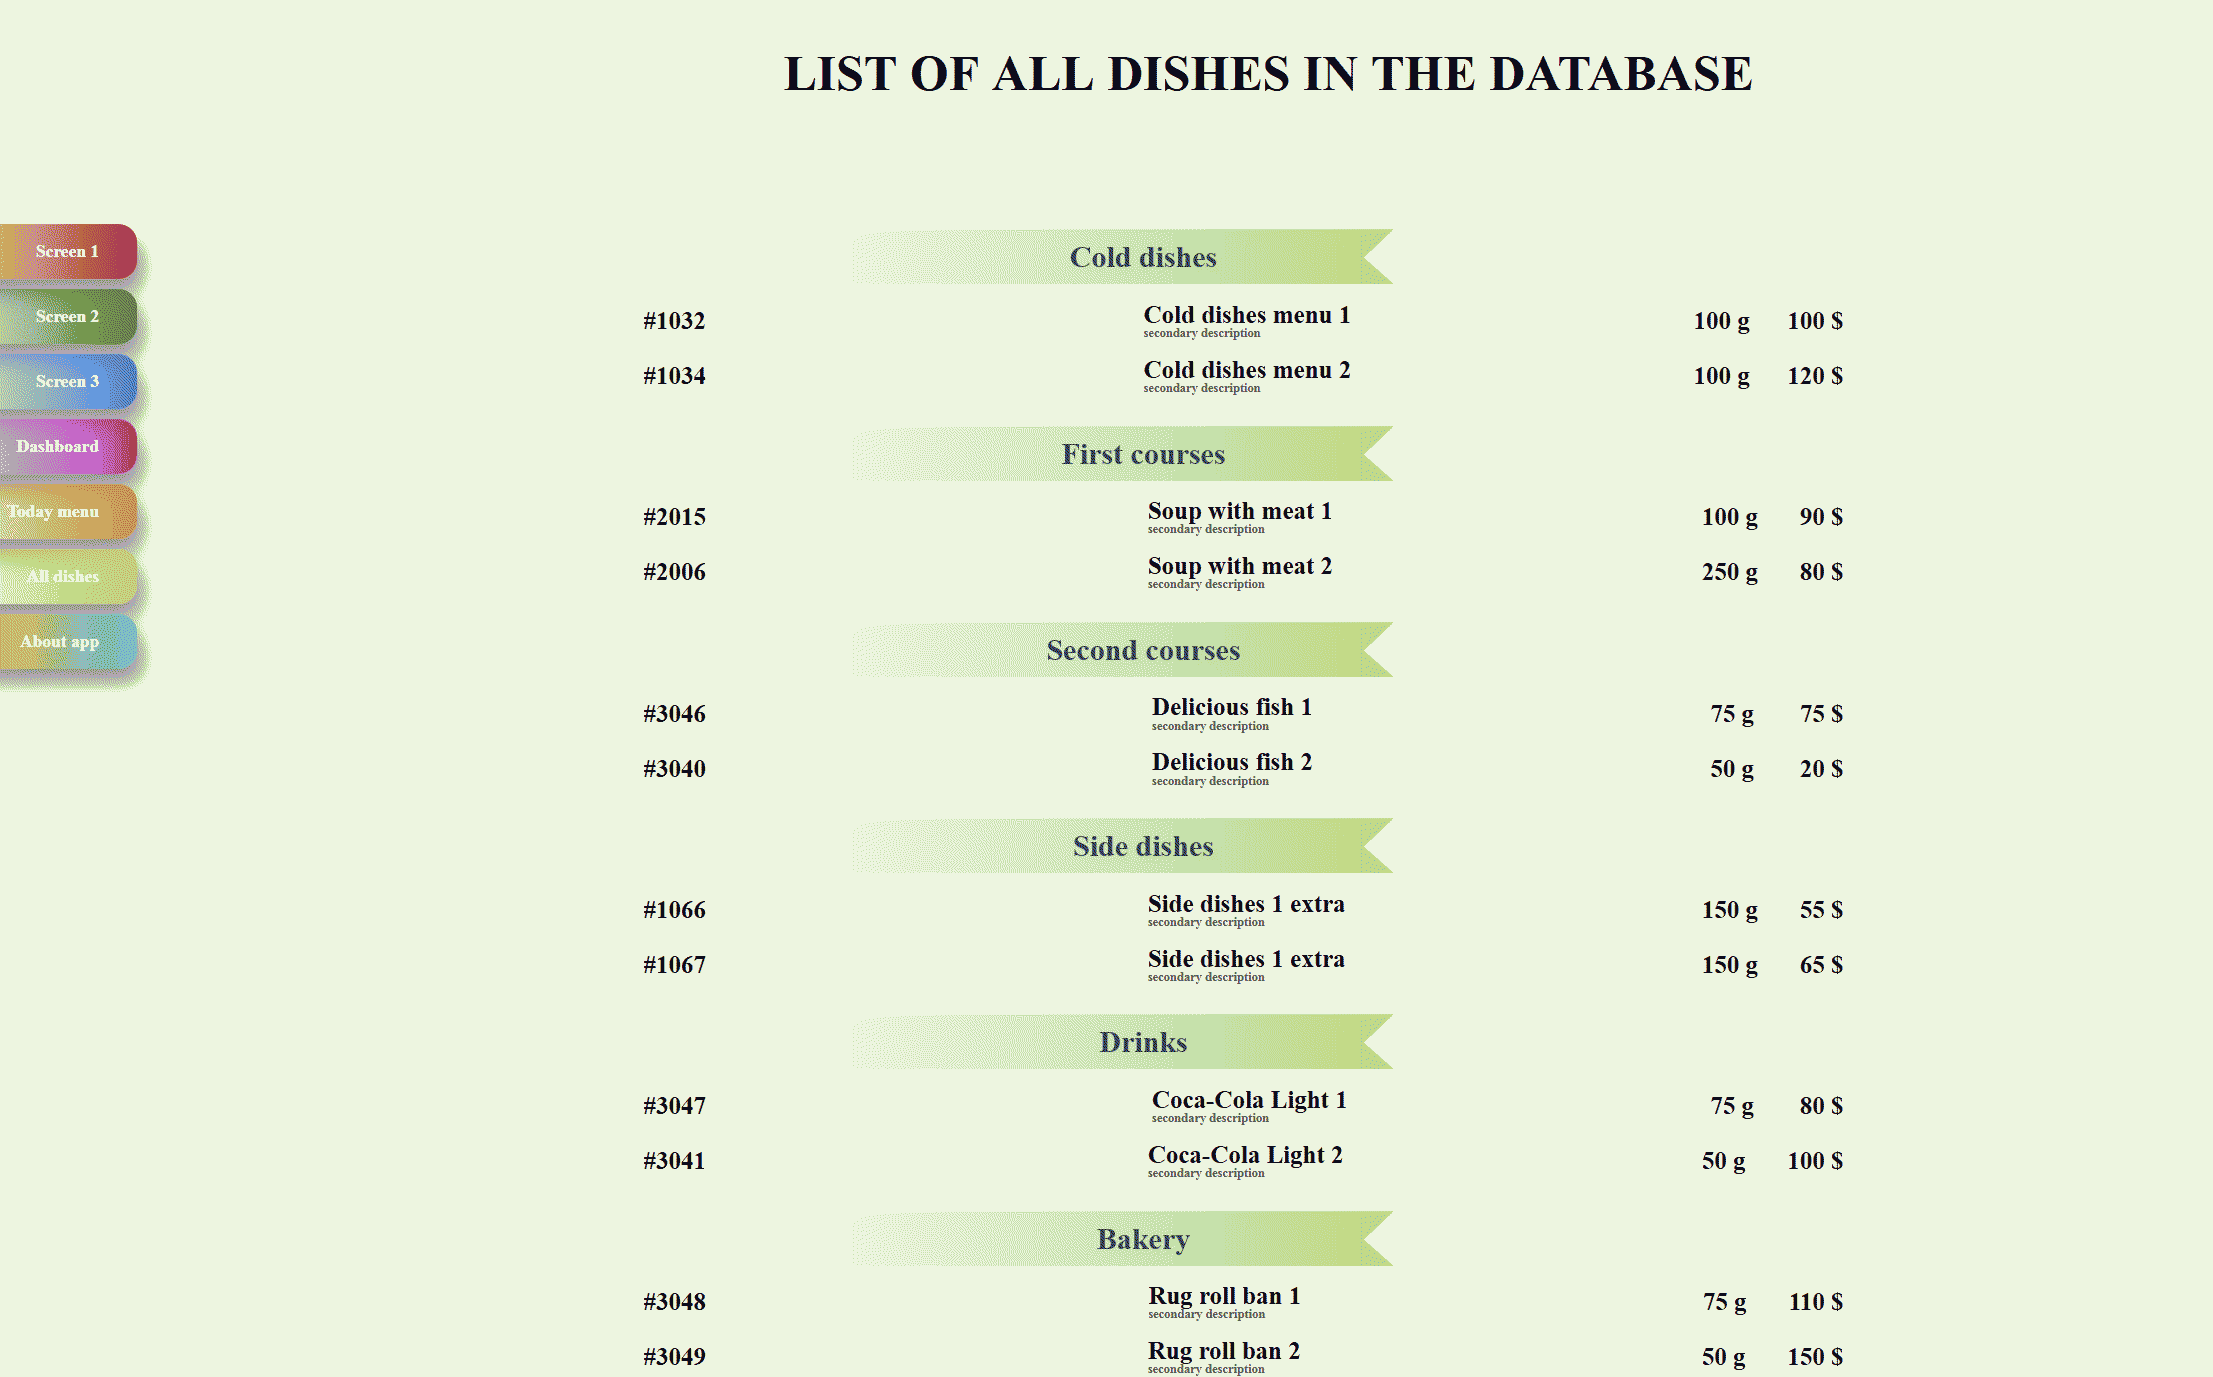 LIST OF ALL DISHES IN THE DATABASE
Screen 1
Screen 2
Screen 3
Dashboard
Today menu
All dishes
About app
Cold dishes
#1032 Cold dishes menu 1 100 g 100 $
secondary description
#1034 Cold dishes menu 2 100 g 120 $
secondary description
First courses
#2015 Soup with meat 1 100 g 90 $
secondary description
#2006 Soup with meat 2 250 g 80 $
secondary description
Second courses
#3046 Delicious fish 1 75 g 75 $
secondary description
#3040 Delicious fish 2 50 g 20 $
secondary description
Side dishes
#1066 Side dishes 1 extra 150 g 55 $
secondary description
#1067 Side dishes 1 extra 150 g 65 $
secondary description
Drinks
#3047 Coca-Cola Light 1 75 g 80 $
secondary description
#3041 Coca-Cola Light 2 50 g 100 $
secondary description
Bakery
#3048 Rug roll ban 1 75 g 110 $
secondary description
#3049 Rug roll ban 2 50 g 150 $
secondary description